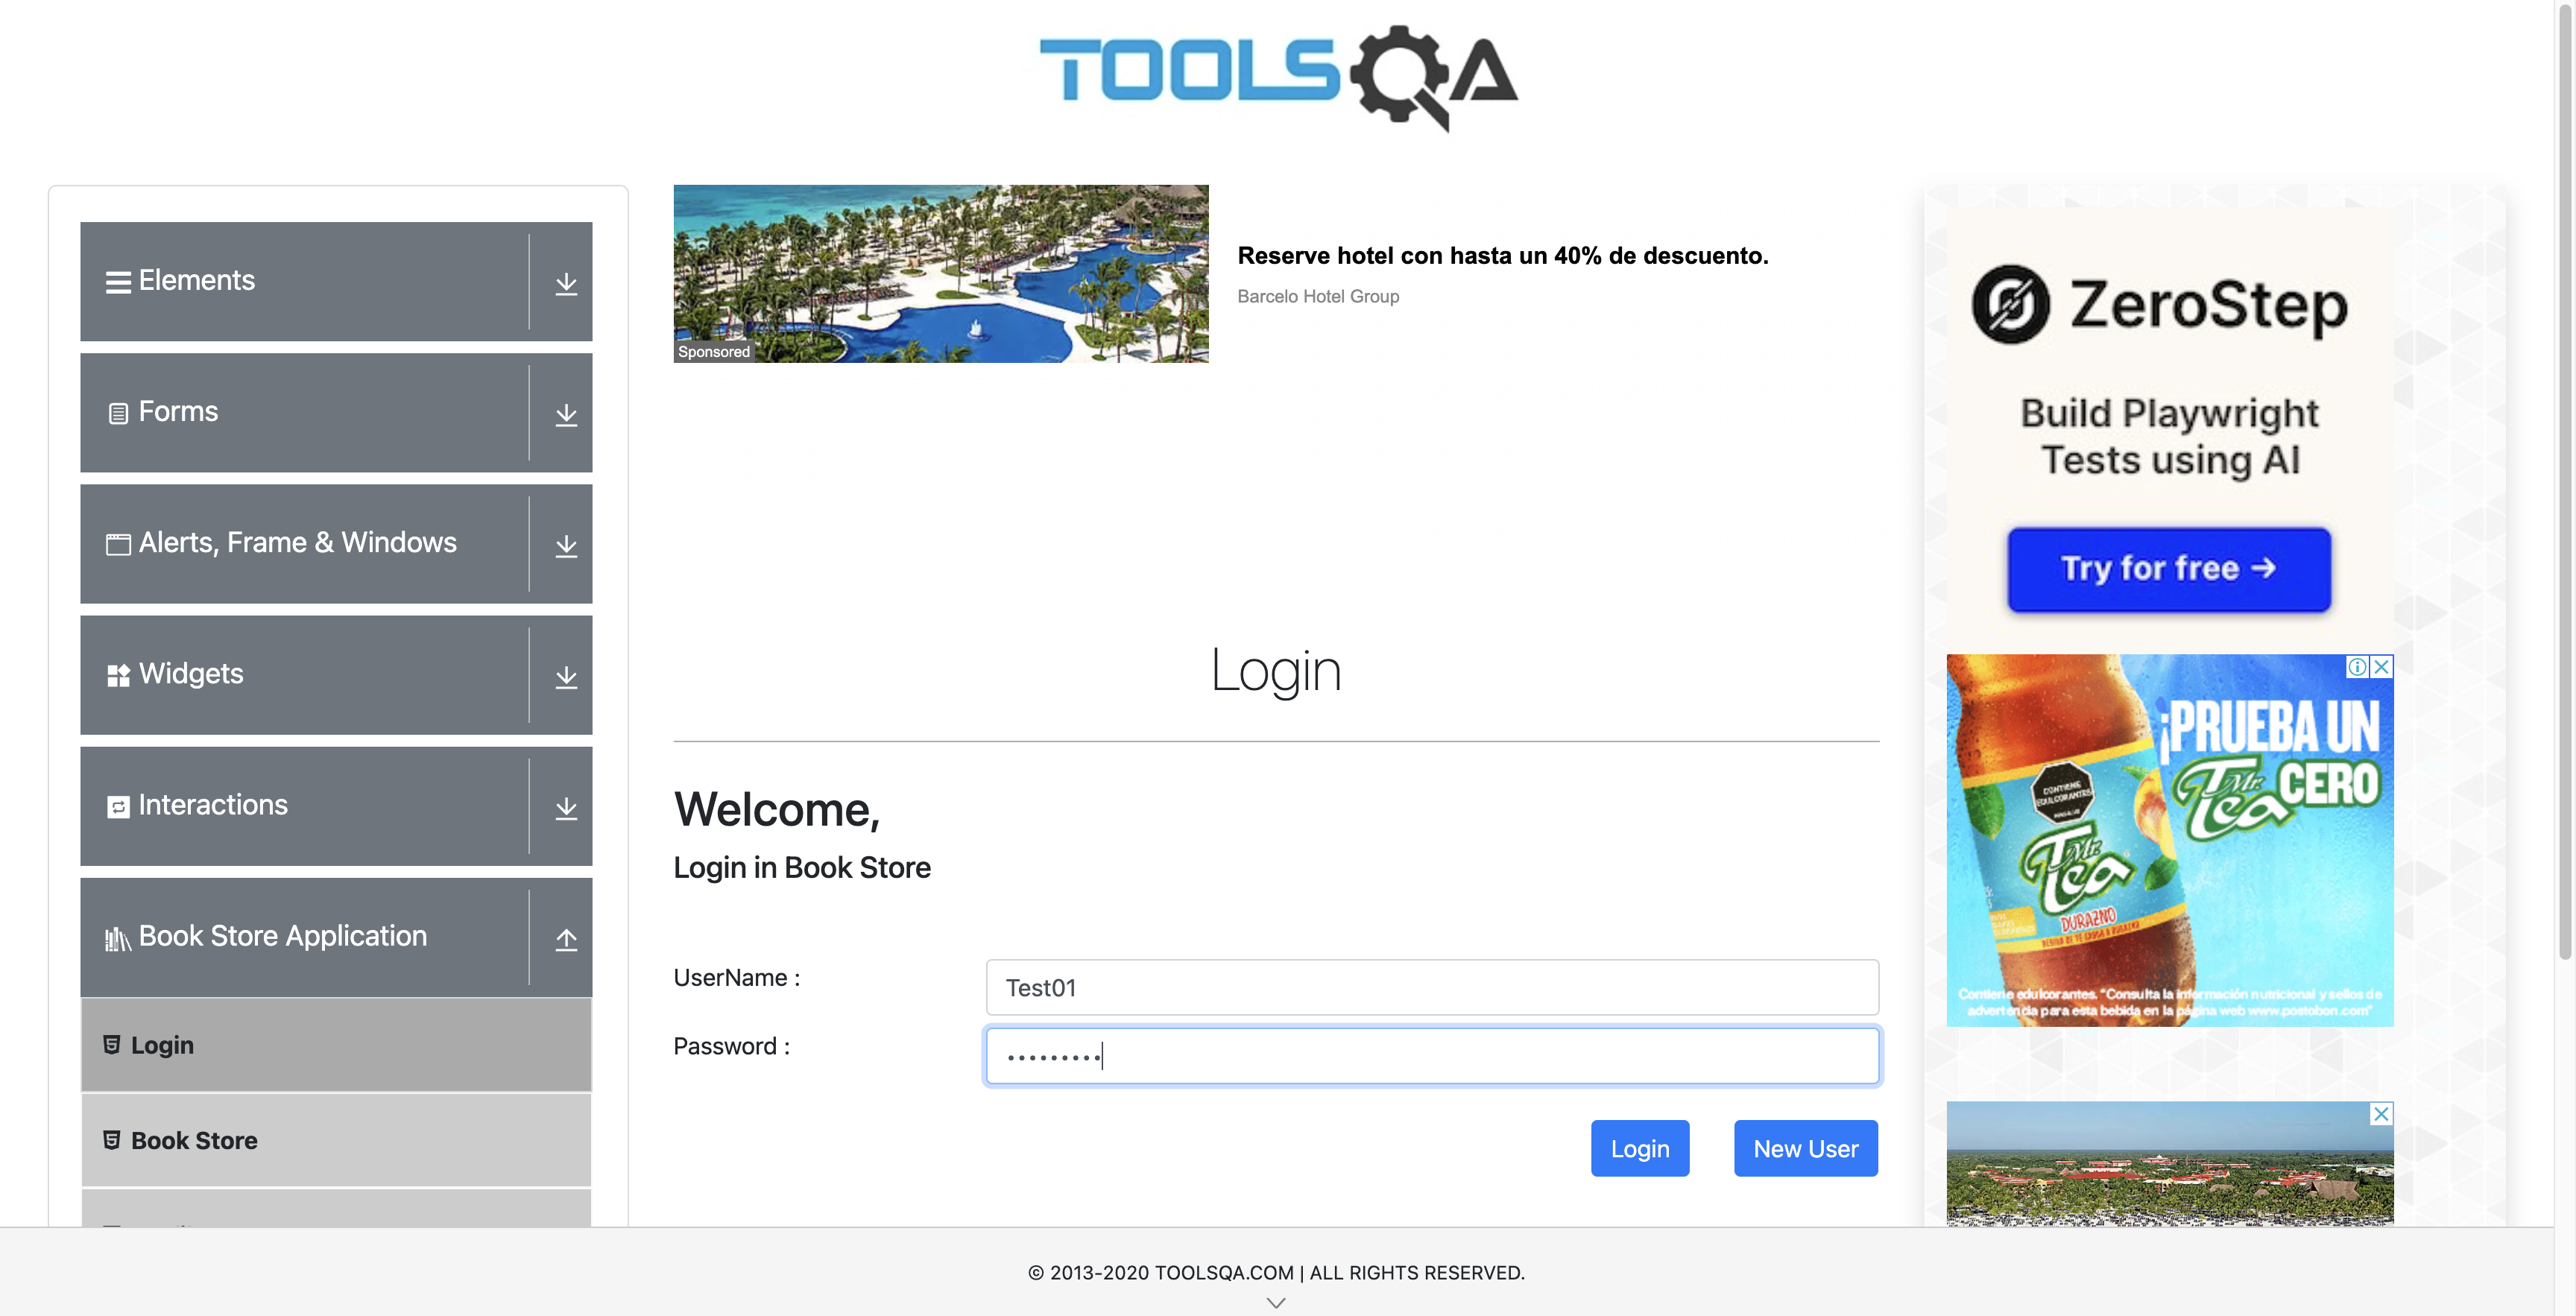 TOOLSQA
Elements
Forms
Alerts, Frame & Windows
Widgets
Interactions
Book Store Application
Login
Book Store
Sponsored
Reserve hotel con hasta un 40% de descuento.
Barcelo Hotel Group
Login
Welcome,
Login in Book Store
UserName :
Test01
Password :
•••••••••
Login
New User
ZeroStep
Build Playwright
Tests using AI
Try for free →
¡PRUEBA UN
Mr. Tea CERO
CONTIENE
EDULCORANTES
Mr. Tea
DURAZNO
Contiene edulcorantes. "Consulta la información nutricional y sellos de
advertencia para esta bebida en la página web www.postobon.com"
© 2013-2020 TOOLSQA.COM | ALL RIGHTS RESERVED.